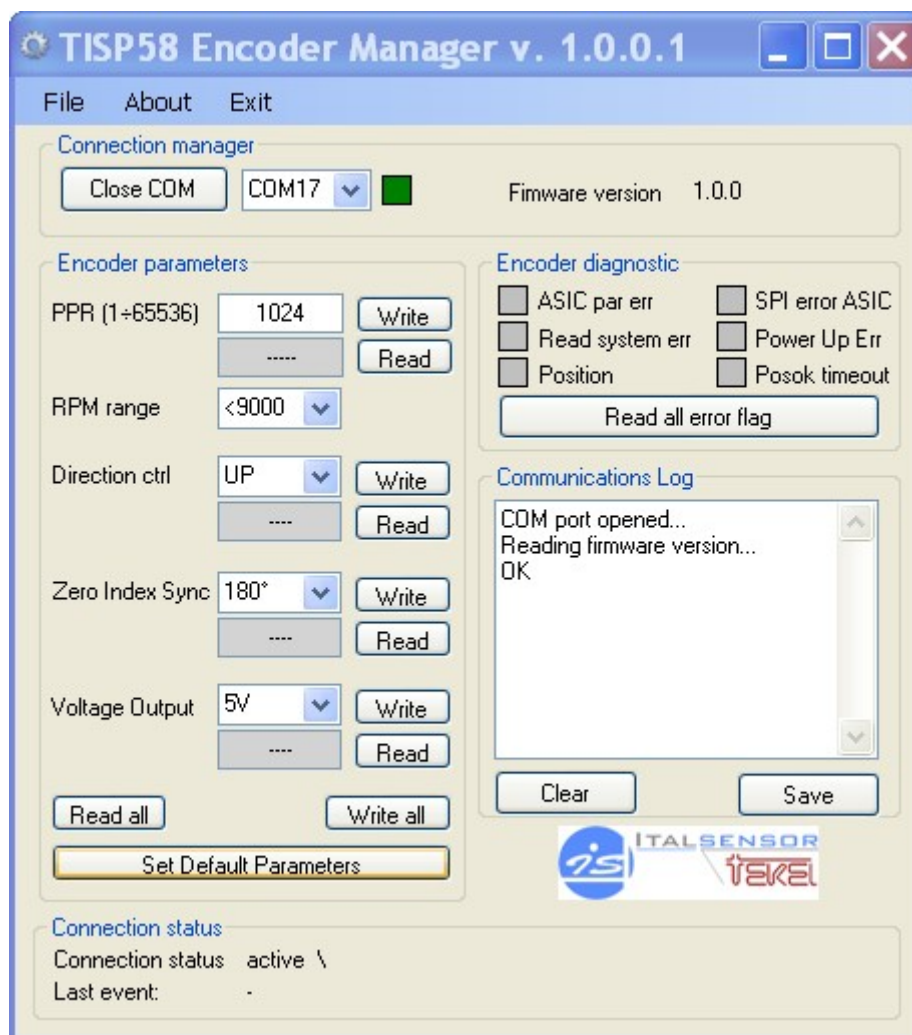 TISP58 Encoder Manager v. 1.0.0.1
File About Exit
Connection manager
Close COM COM17 Fimware version 1.0.0
Encoder parameters
PPR (1÷65536) 1024 Write
----- Read
RPM range <9000
Direction ctrl UP Write
---- Read
Zero Index Sync 180° Write
---- Read
Voltage Output 5V Write
---- Read
Read all Write all
Set Default Parameters
Encoder diagnostic
ASIC par err SPI error ASIC
Read system err Power Up Err
Position Posok timeout
Read all error flag
Communications Log
COM port opened...
Reading firmware version...
OK
Clear Save
is ITALSENSOR
TEKEL
Connection status
Connection status active \
Last event: -